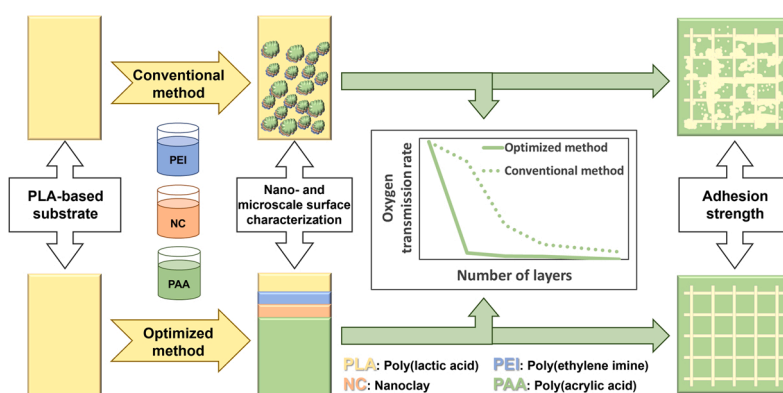 Conventional
method
PEI
NC
PAA
PLA-based
substrate
Nano- and
microscale surface
characterization
Oxygen
transmission rate
Optimized method
Conventional method
Number of layers
Adhesion
strength
Optimized
method
PLA: Poly(lactic acid)
PEI: Poly(ethylene imine)
NC: Nanoclay
PAA: Poly(acrylic acid)